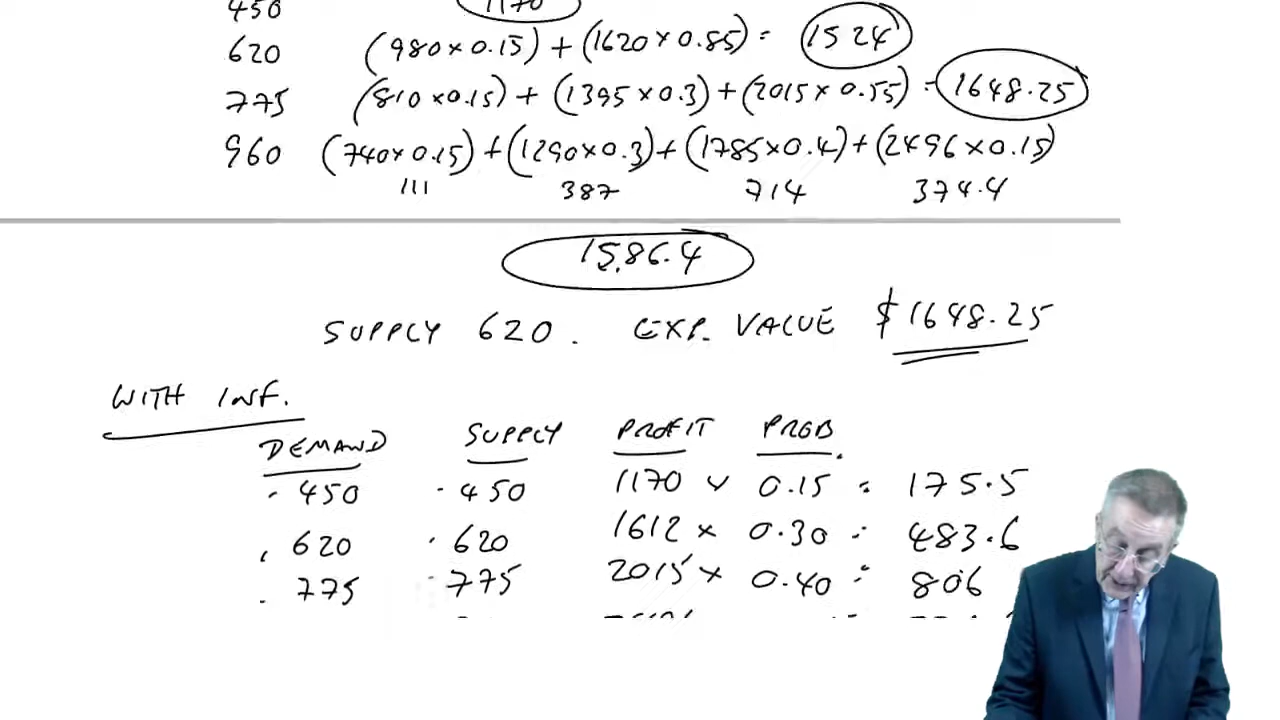 450 1170
620 (980×0.15) + (1620×0.85) = 1524
775 (810×0.15) + (1395×0.3) + (2015×0.55) = 1648.25
960 (740×0.15) + (1290×0.3) + (1785×0.4) + (2496×0.15)
111 387 714 374.4
1586.4
SUPPLY 620. EXP. VALUE $1648.25
WITH INF.
DEMAND SUPPLY PROFIT PROB.
450 450 1170 × 0.15 = 175.5
620 620 1612 × 0.30 = 483.6
775 775 2015 × 0.40 = 806